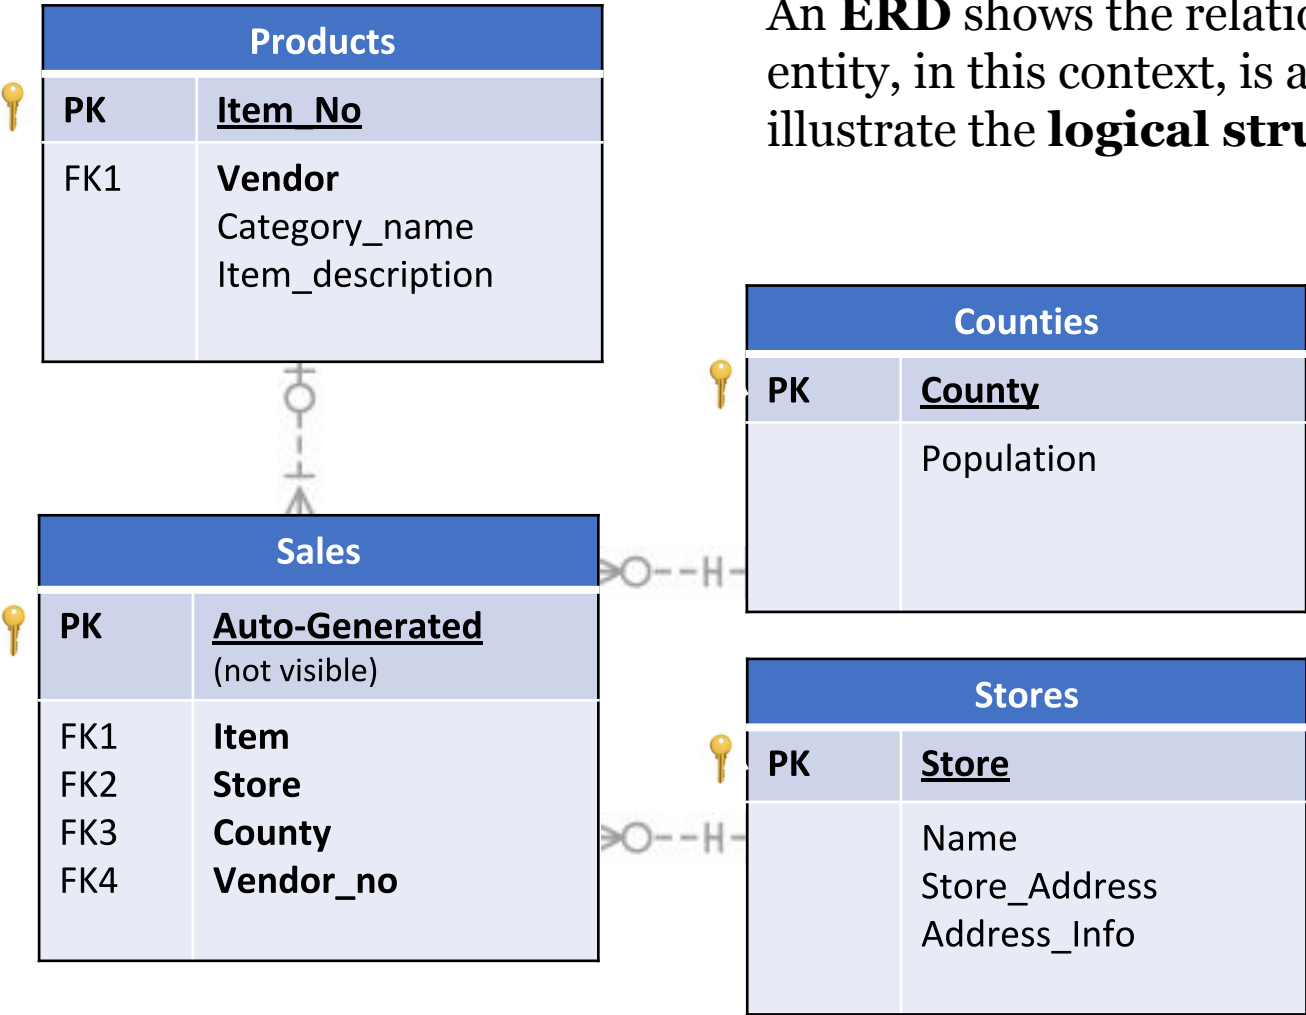 An ERD shows the
entity, in this context, is a
illustrate the logical
Products
PK Item_No
FK1 Vendor
Category_name
Item_description
Counties
PK County
Population
Sales
PK Auto-Generated
(not visible)
FK1 Item
FK2 Store
FK3 County
FK4 Vendor_no
Stores
PK Store
Name
Store_Address
Address_Info